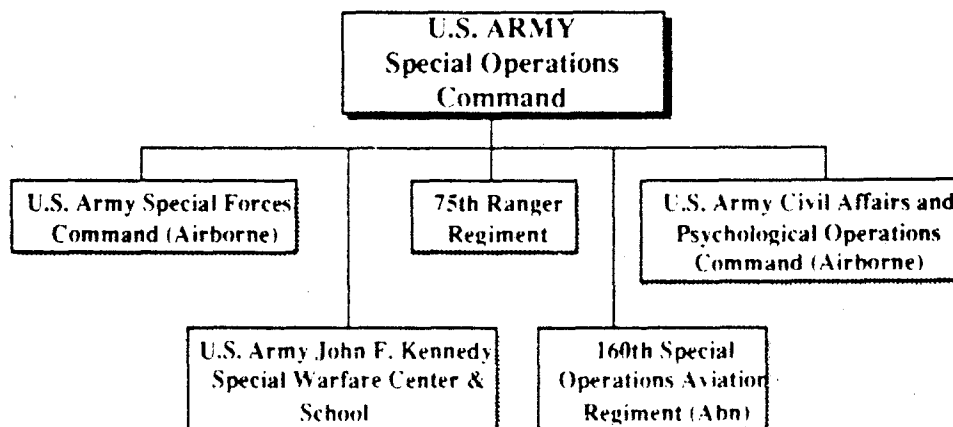 U.S. ARMY
Special Operations
Command
U.S. Army Special Forces
Command (Airborne)
75th Ranger
Regiment
U.S. Army Civil Affairs and
Psychological Operations
Command (Airborne)
U.S. Army John F. Kennedy
Special Warfare Center &
School
160th Special
Operations Aviation
Regiment (Abn)